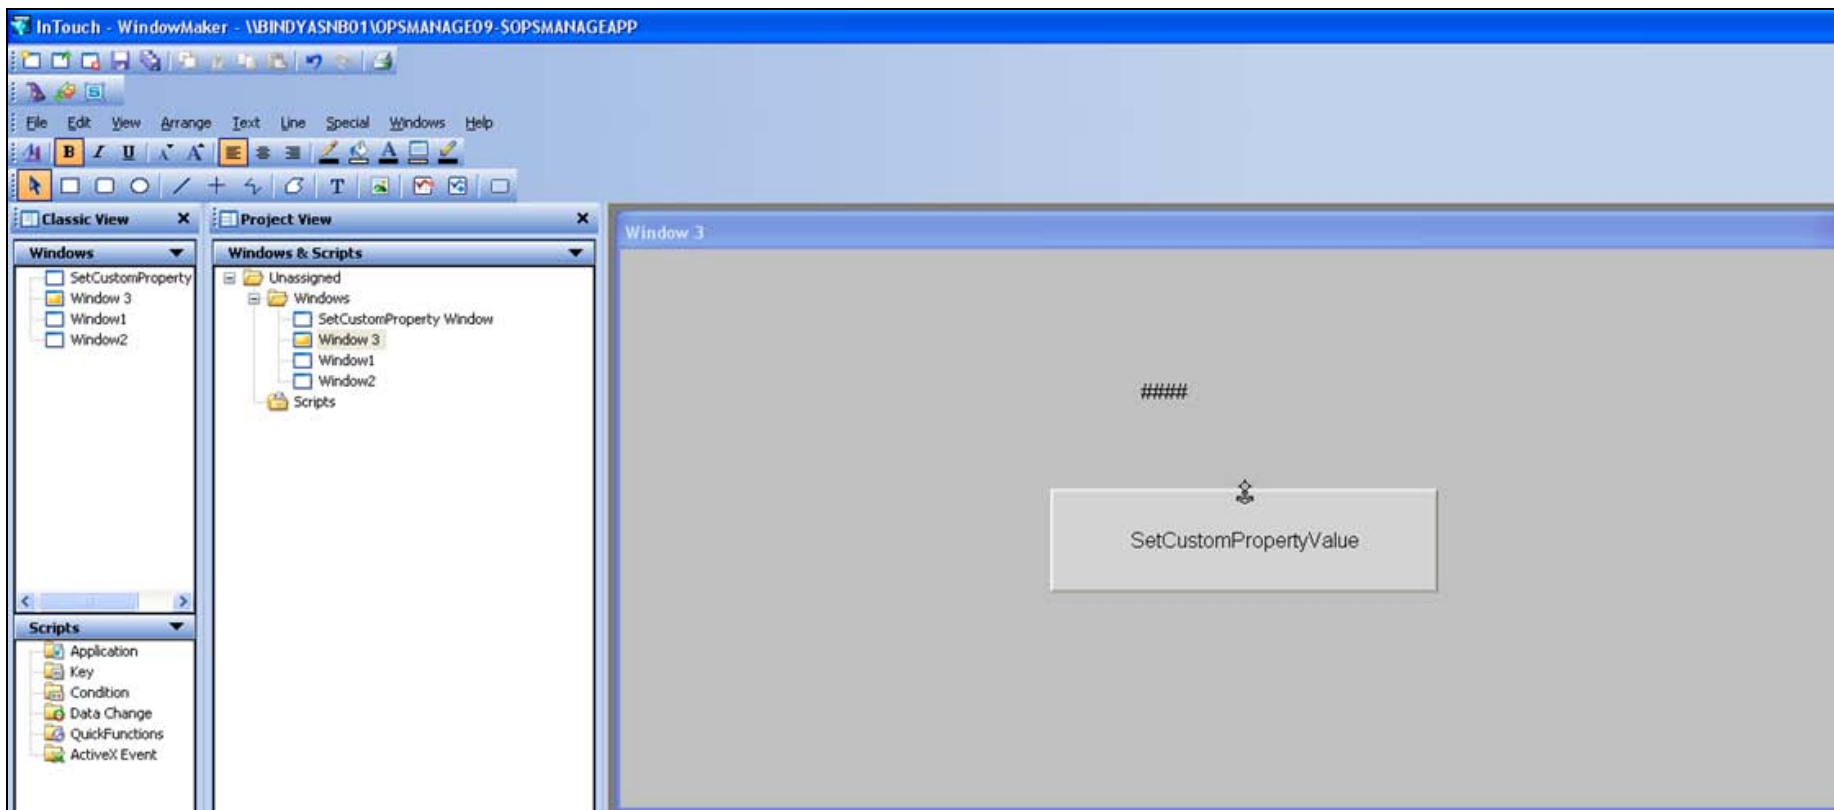 InTouch - WindowMaker - \\BINDYASNB01\OPSMANAGE09-$OPSMANAGEAPP
File Edit View Arrange Text Line Special Windows Help
B I U A A A T
Classic View
Windows
SetCustomProperty
Window 3
Window1
Window2
Scripts
Application
Key
Condition
Data Change
QuickFunctions
ActiveX Event
Project View
Windows & Scripts
Unassigned
Windows
SetCustomProperty Window
Window 3
Window1
Window2
Scripts
Window 3
####
SetCustomPropertyValue